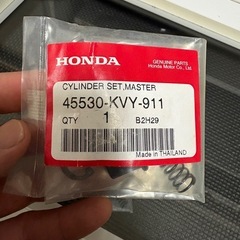 HONDA
GENUINE PARTS
Honda Motor Co., Ltd.
CYLINDER SET,MASTER
45530-KVY-911
QTY 1 B2H29
Made in THAILAND